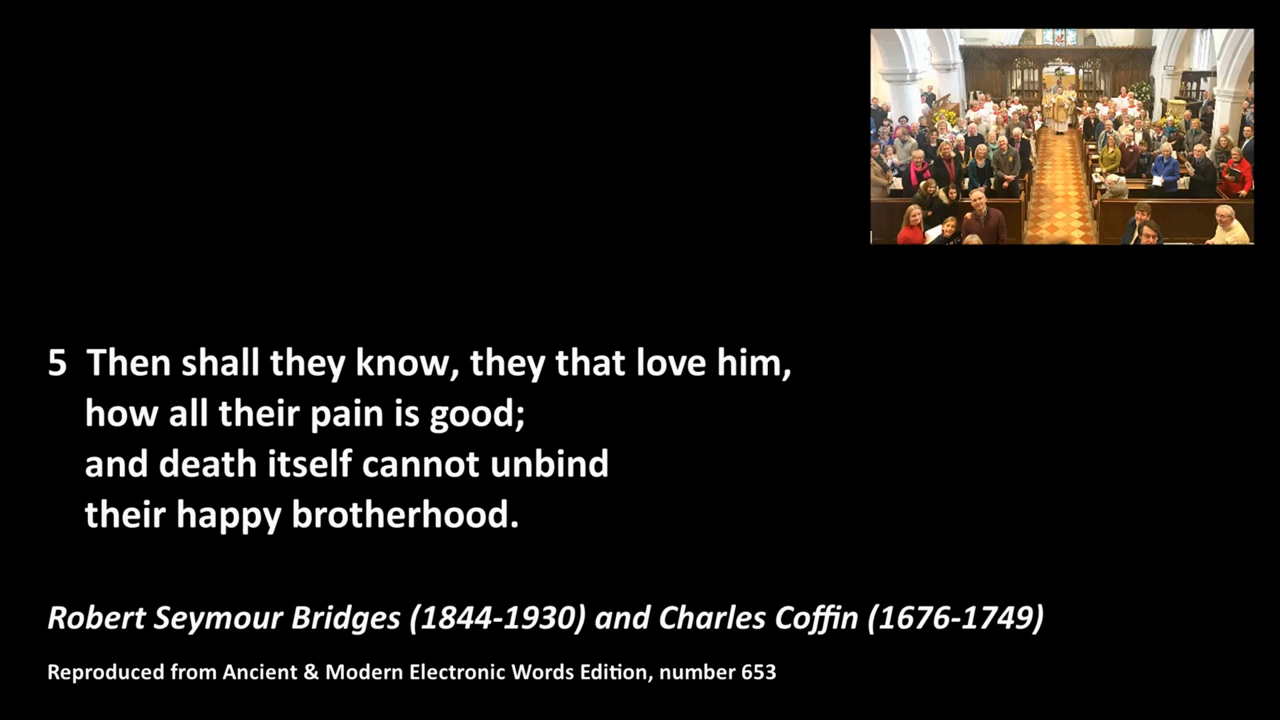 5 Then shall they know, they that love him,
how all their pain is good;
and death itself cannot unbind
their happy brotherhood.
Robert Seymour Bridges (1844-1930) and Charles Coffin (1676-1749)
Reproduced from Ancient & Modern Electronic Words Edition, number 653